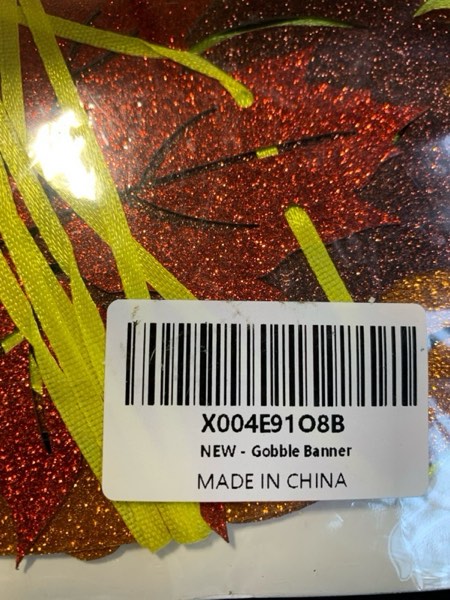 X004E91O8B
NEW - Gobble Banner
MADE IN CHINA